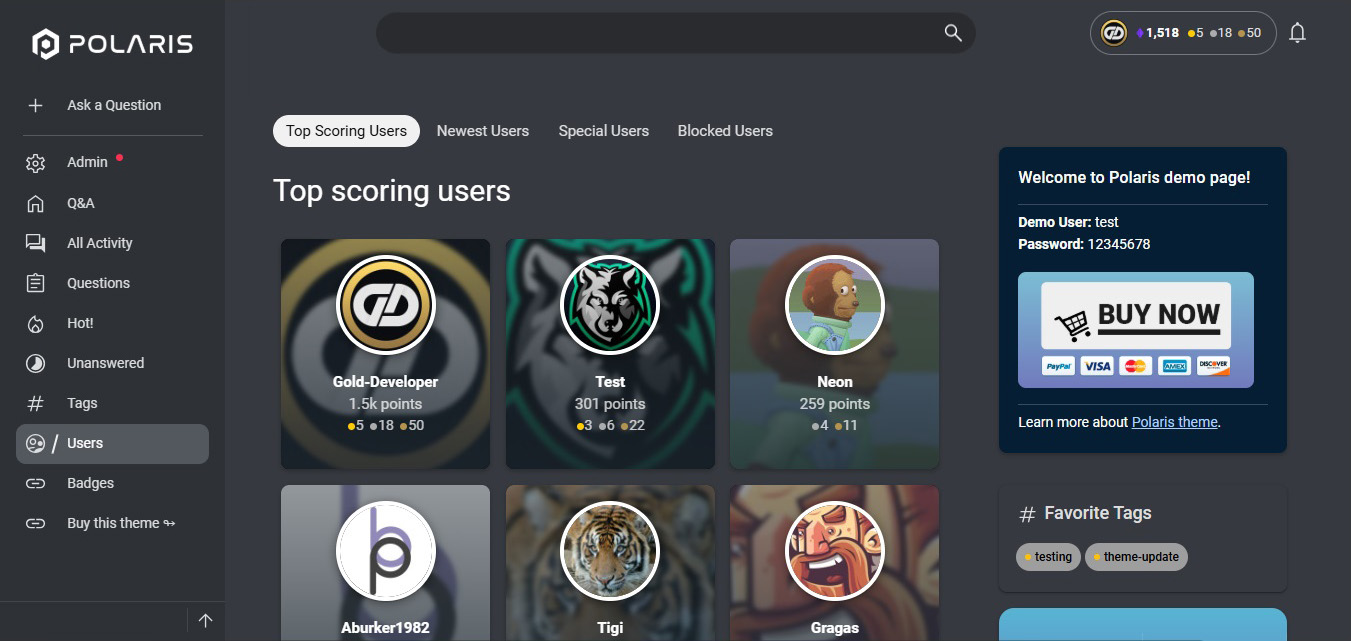 POLARIS
1,518 5 18 50
Ask a Question
Admin
Q&A
All Activity
Questions
Hot!
Unanswered
Tags
/ Users
Badges
Buy this theme ↬
Top Scoring Users Newest Users Special Users Blocked Users
Top scoring users
Gold-Developer
1.5k points
5 18 50
Test
301 points
3 6 22
Neon
259 points
4 11
Aburker1982
Tigi
Gragas
Welcome to Polaris demo page!
Demo User: test
Password: 12345678
BUY NOW
PayPal VISA MasterCard AMEX DISCOVER
Learn more about Polaris theme.
# Favorite Tags
testing theme-update